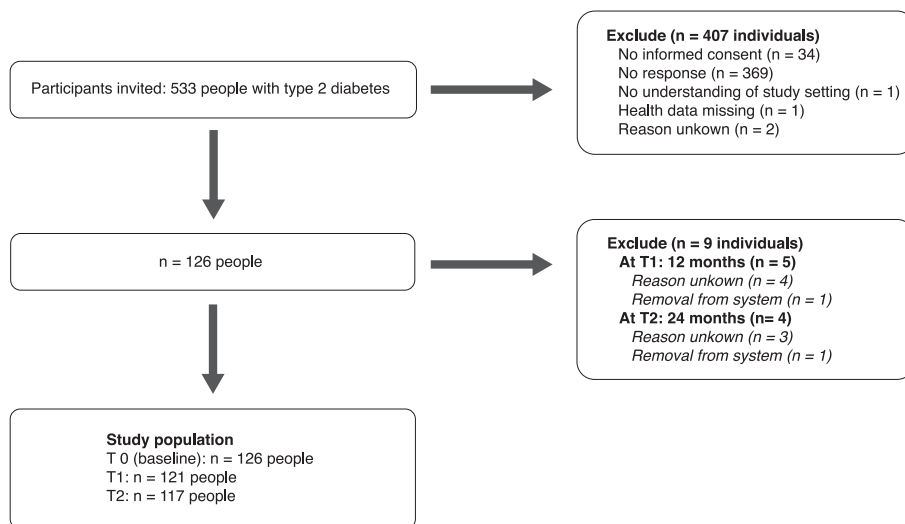 Participants invited: 533 people with type 2 diabetes
Exclude (n = 407 individuals)
No informed consent (n = 34)
No response (n = 369)
No understanding of study setting (n = 1)
Health data missing (n = 1)
Reason unkown (n = 2)
n = 126 people
Exclude (n = 9 individuals)
At T1: 12 months (n = 5)
Reason unkown (n = 4)
Removal from system (n = 1)
At T2: 24 months (n= 4)
Reason unkown (n = 3)
Removal from system (n = 1)
Study population
T 0 (baseline): n = 126 people
T1: n = 121 people
T2: n = 117 people